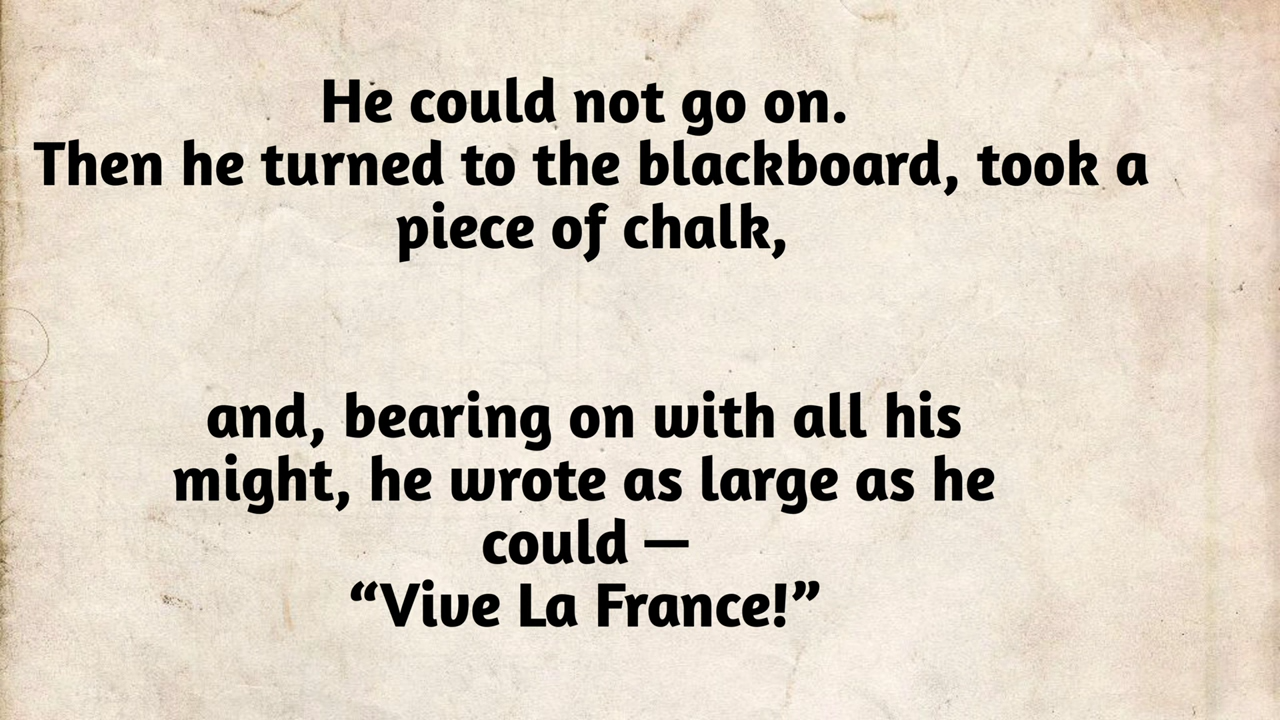 He could not go on.
Then he turned to the blackboard, took a
piece of chalk,
and, bearing on with all his
might, he wrote as large as he
could —
“Vive La France!”